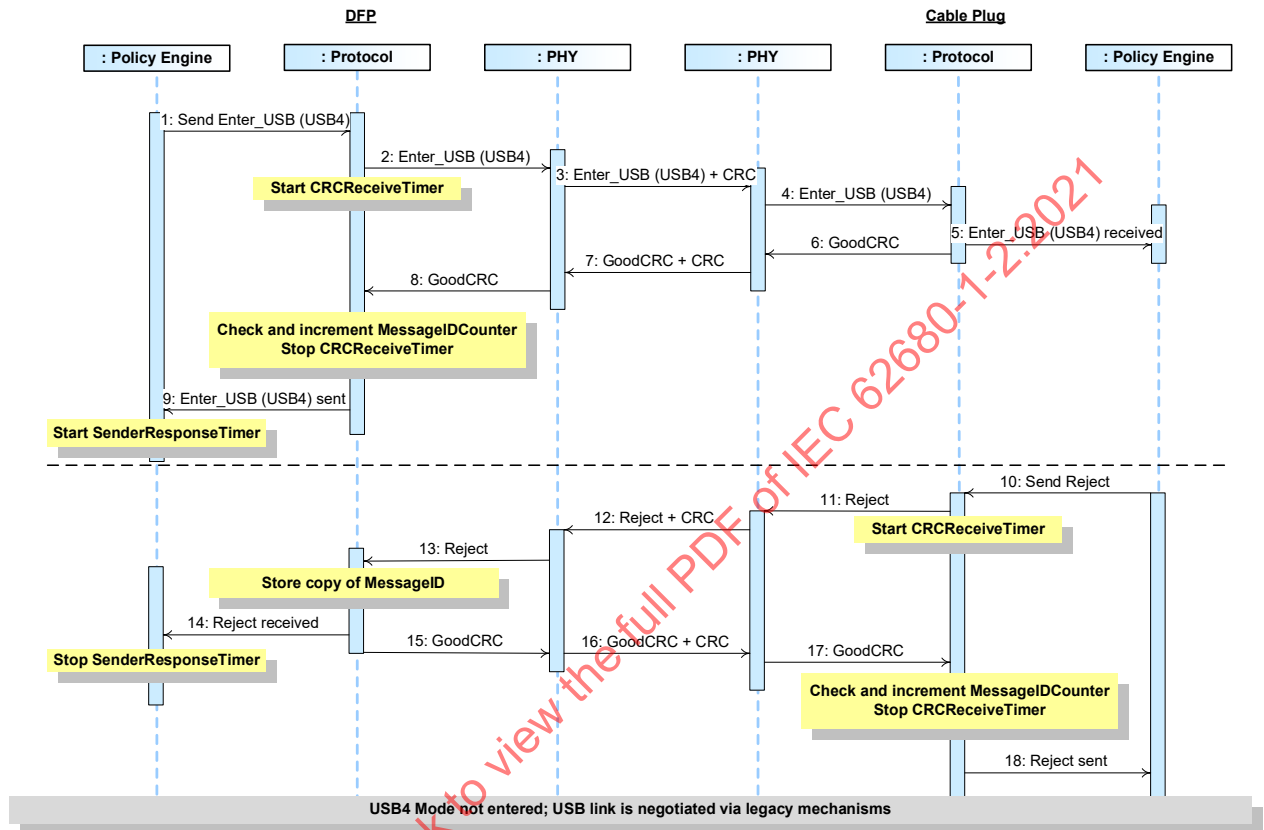 DFP
Cable Plug
: Policy Engine
: Protocol
: PHY
: PHY
: Protocol
: Policy Engine
1: Send Enter_USB (USB4)
2: Enter_USB (USB4)
Start CRCReceiveTimer
3: Enter_USB (USB4) + CRC
4: Enter_USB (USB4)
5: Enter_USB (USB4) received
6: GoodCRC
7: GoodCRC + CRC
8: GoodCRC
Check and increment MessageIDCounter
Stop CRCReceiveTimer
9: Enter_USB (USB4) sent
Start SenderResponseTimer
10: Send Reject
11: Reject
Start CRCReceiveTimer
12: Reject + CRC
13: Reject
Store copy of MessageID
14: Reject received
15: GoodCRC
Stop SenderResponseTimer
16: GoodCRC + CRC
17: GoodCRC
Check and increment MessageIDCounter
Stop CRCReceiveTimer
18: Reject sent
USB4 Mode not entered; USB link is negotiated via legacy mechanisms
to view the full PDF of IEC 62680-1-2:2021